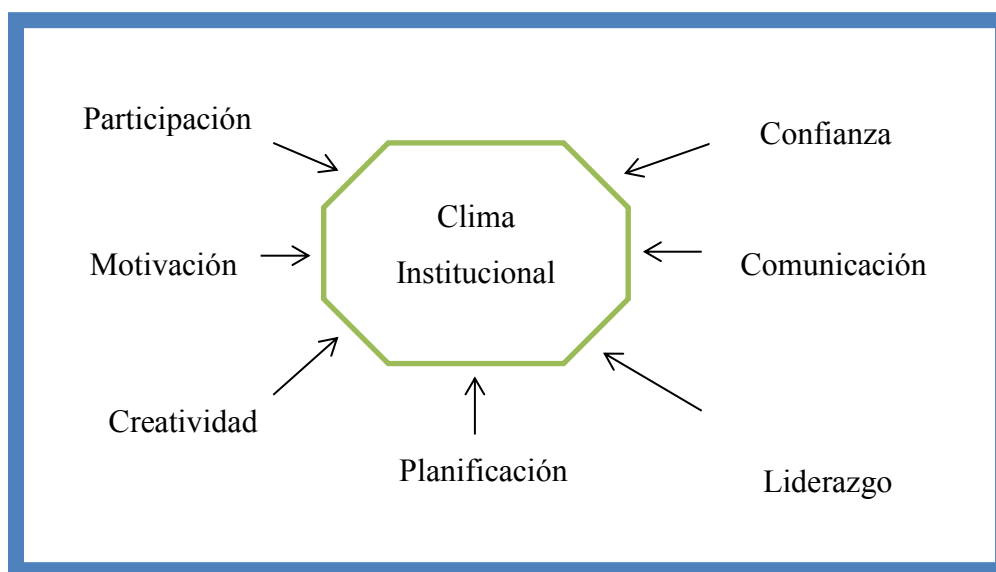 Participación
Confianza
Clima
Institucional
Motivación
Comunicación
Creatividad
Planificación
Liderazgo